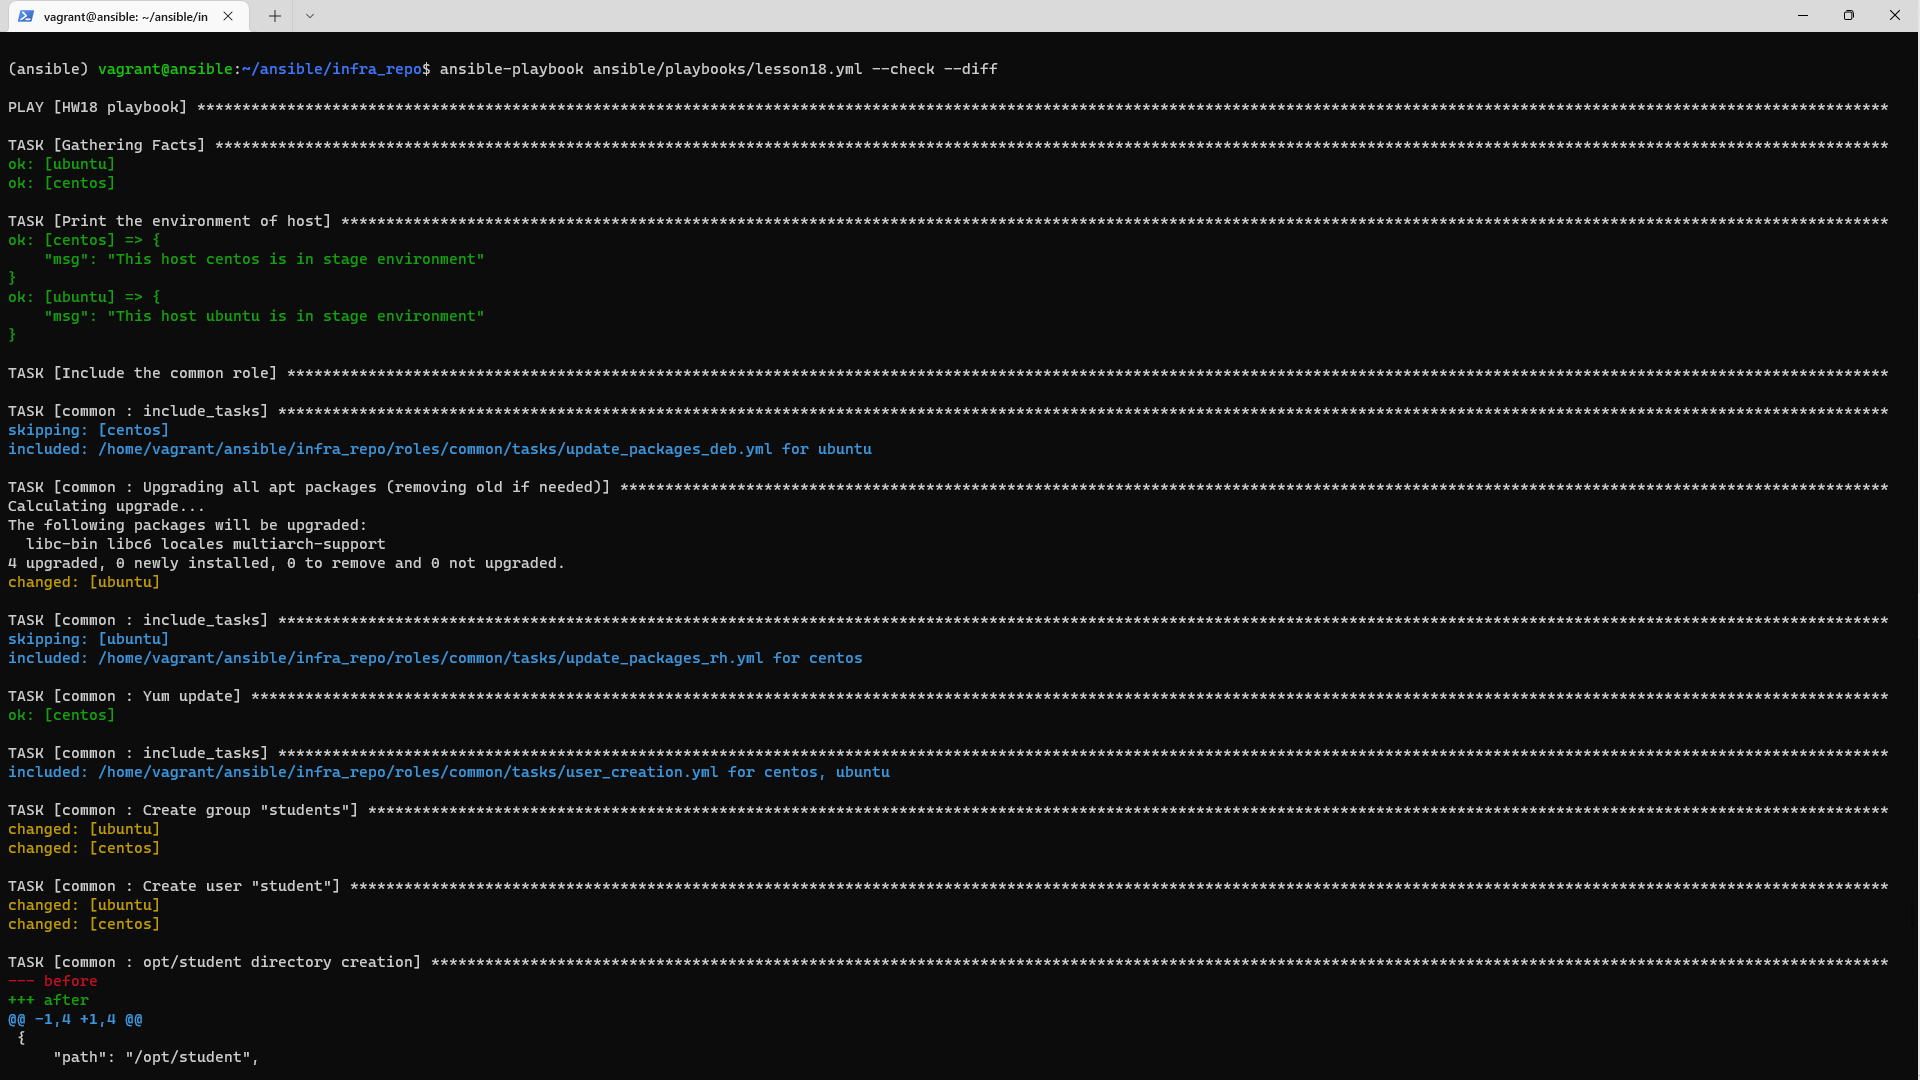 vagrant@ansible: ~/ansible/in
(ansible) vagrant@ansible:~/ansible/infra_repo$ ansible-playbook ansible/playbooks/lesson18.yml --check --diff
PLAY [HW18 playbook] ****************************************************************************************************************************************************************************************
TASK [Gathering Facts] **************************************************************************************************************************************************************************************
ok: [ubuntu]
ok: [centos]
TASK [Print the environment of host] ************************************************************************************************************************************************************************
ok: [centos] => {
    "msg": "This host centos is in stage environment"
}
ok: [ubuntu] => {
    "msg": "This host ubuntu is in stage environment"
}
TASK [Include the common role] ******************************************************************************************************************************************************************************
TASK [common : include_tasks] *******************************************************************************************************************************************************************************
skipping: [centos]
included: /home/vagrant/ansible/infra_repo/roles/common/tasks/update_packages_deb.yml for ubuntu
TASK [common : Upgrading all apt packages (removing old if needed)] *****************************************************************************************************************************************
Calculating upgrade...
The following packages will be upgraded:
  libc-bin libc6 locales multiarch-support
4 upgraded, 0 newly installed, 0 to remove and 0 not upgraded.
changed: [ubuntu]
TASK [common : include_tasks] *******************************************************************************************************************************************************************************
skipping: [ubuntu]
included: /home/vagrant/ansible/infra_repo/roles/common/tasks/update_packages_rh.yml for centos
TASK [common : Yum update] **********************************************************************************************************************************************************************************
ok: [centos]
TASK [common : include_tasks] *******************************************************************************************************************************************************************************
included: /home/vagrant/ansible/infra_repo/roles/common/tasks/user_creation.yml for centos, ubuntu
TASK [common : Create group "students"] *********************************************************************************************************************************************************************
changed: [ubuntu]
changed: [centos]
TASK [common : Create user "student"] ***********************************************************************************************************************************************************************
changed: [ubuntu]
changed: [centos]
TASK [common : opt/student directory creation] **************************************************************************************************************************************************************
--- before
+++ after
@@ -1,4 +1,4 @@
 {
     "path": "/opt/student",